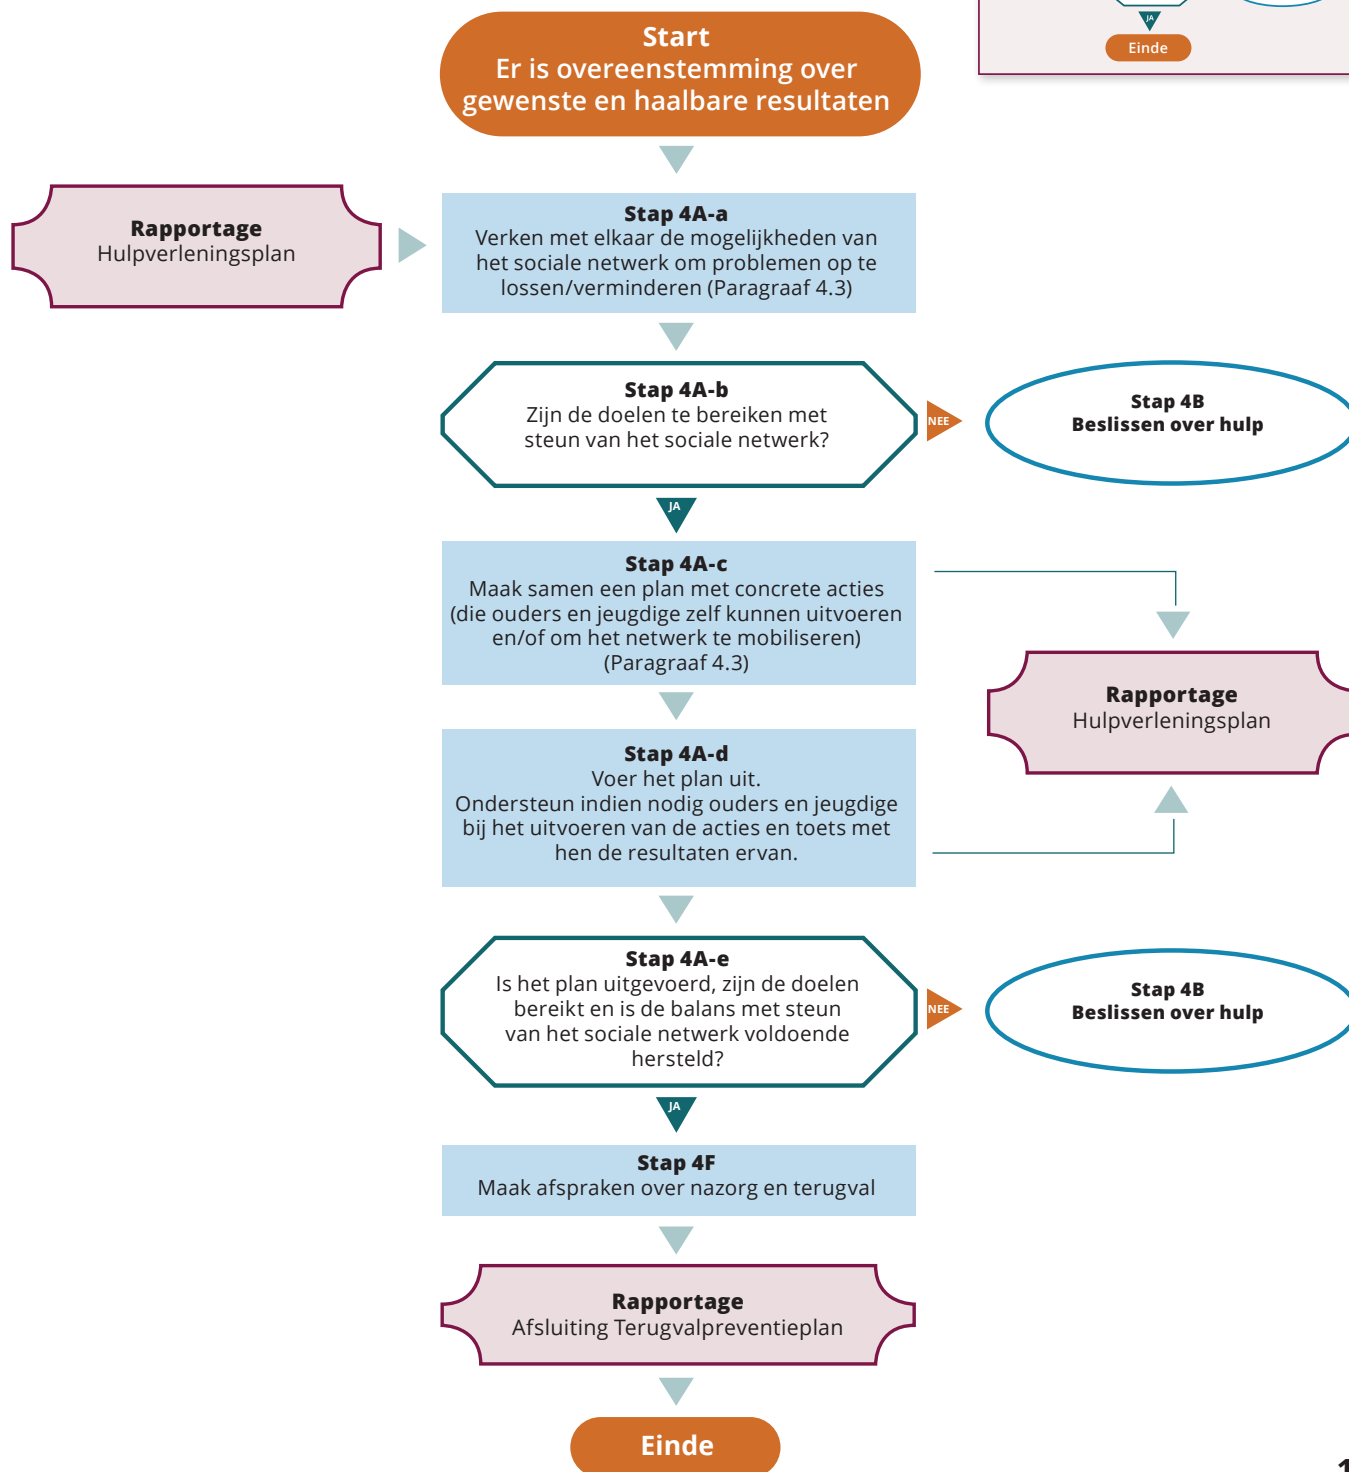 JA
Einde
Start
Er is overeenstemming over
gewenste en haalbare resultaten
Rapportage
Hulpverleningsplan
Stap 4A-a
Verken met elkaar de mogelijkheden van
het sociale netwerk om problemen op te
lossen/verminderen (Paragraaf 4.3)
Stap 4A-b
Zijn de doelen te bereiken met
steun van het sociale netwerk?
NEE
Stap 4B
Beslissen over hulp
JA
Stap 4A-c
Maak samen een plan met concrete acties
(die ouders en jeugdige zelf kunnen uitvoeren
en/of om het netwerk te mobiliseren)
(Paragraaf 4.3)
Rapportage
Hulpverleningsplan
Stap 4A-d
Voer het plan uit.
Ondersteun indien nodig ouders en jeugdige
bij het uitvoeren van de acties en toets met
hen de resultaten ervan.
Stap 4A-e
Is het plan uitgevoerd, zijn de doelen
bereikt en is de balans met steun
van het sociale netwerk voldoende
hersteld?
NEE
Stap 4B
Beslissen over hulp
JA
Stap 4F
Maak afspraken over nazorg en terugval
Rapportage
Afsluiting Terugvalpreventieplan
Einde